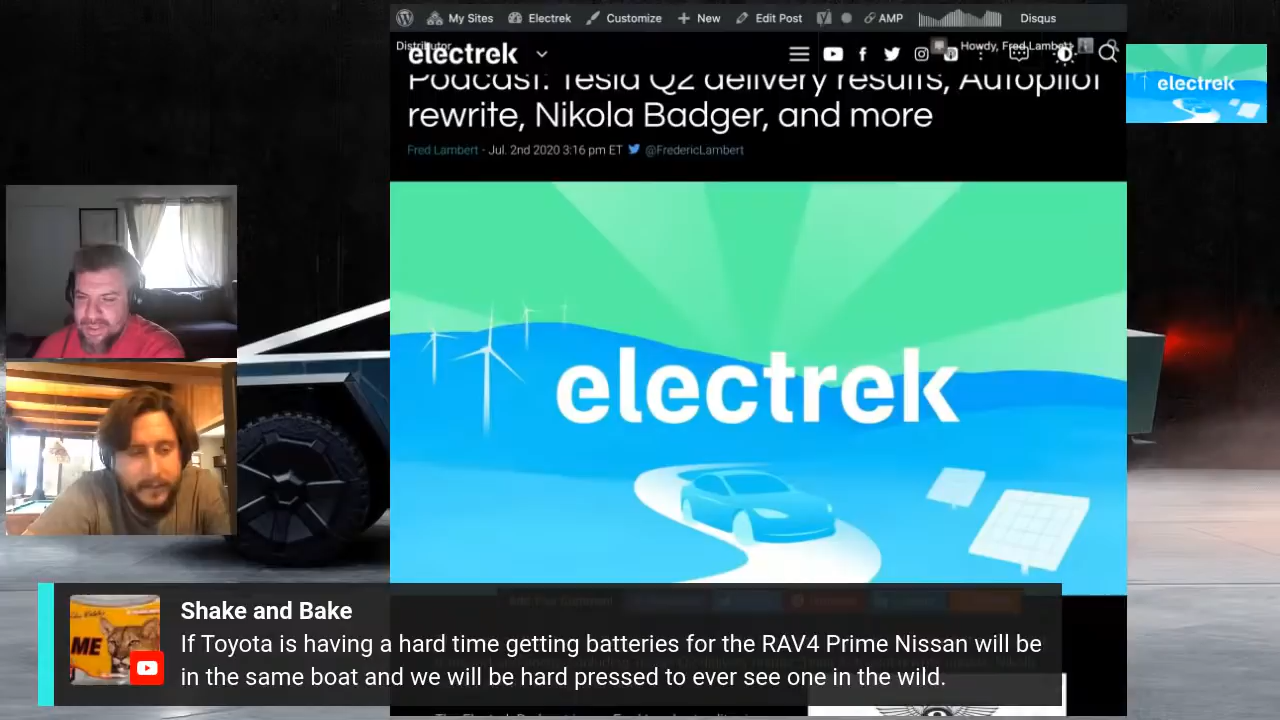 My Sites Electrek Customize + New Edit Post AMP Disqus
Distributor
Howdy, Fred Lambert
electrek
electrek
Podcast: Tesla Q2 delivery results, Autopilot
rewrite, Nikola Badger, and more
Fred Lambert - Jul. 2nd 2020 3:16 pm ET @FredericLambert
electrek
Shake and Bake
ME
If Toyota is having a hard time getting batteries for the RAV4 Prime Nissan will be
in the same boat and we will be hard pressed to ever see one in the wild.